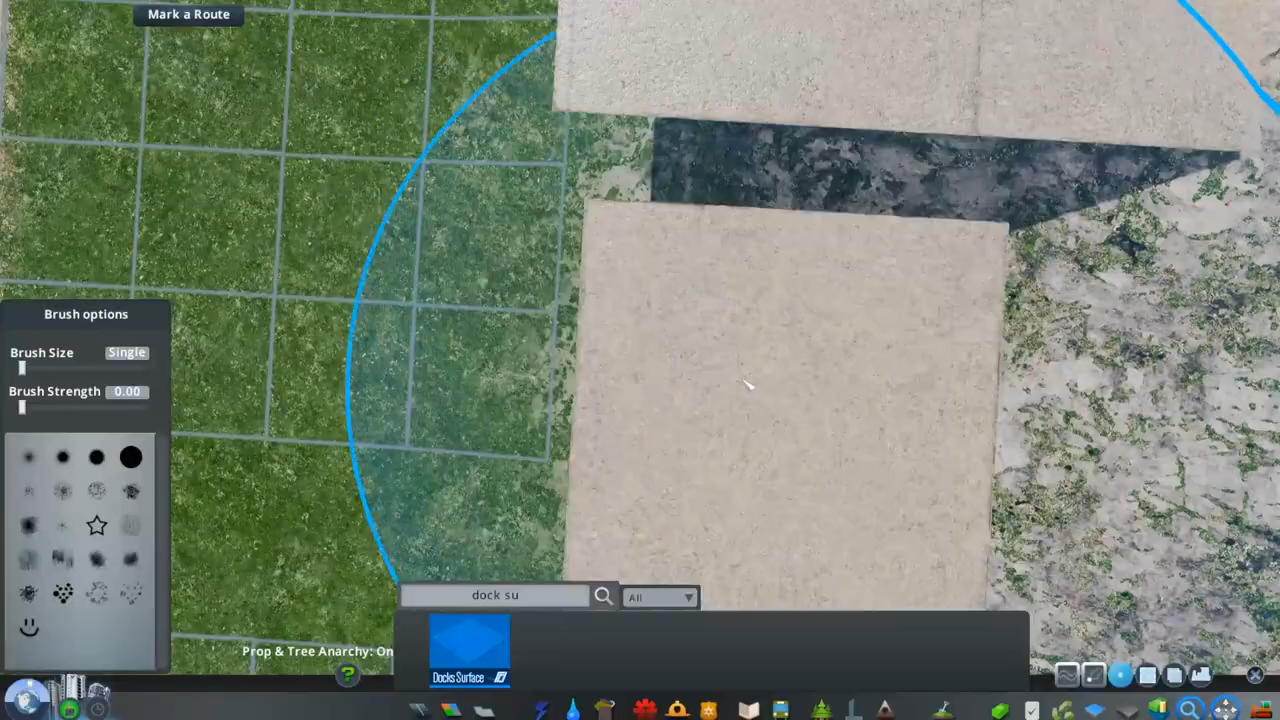 Mark a Route
Brush options
Brush Size Single
Brush Strength 0.00
dock su
All
Docks Surface
Prop & Tree Anarchy: On
?